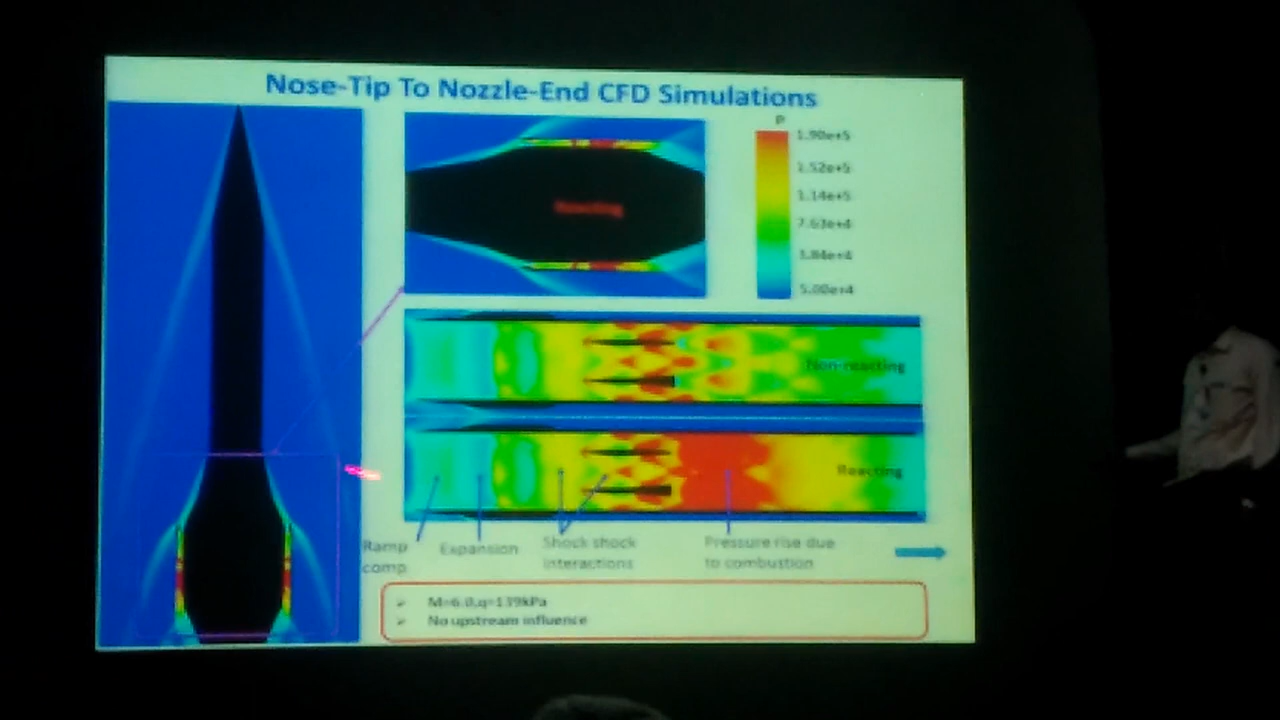 Nose-Tip To Nozzle-End CFD Simulations
P
1.90e+5
1.52e+5
1.14e+5
7.63e+4
3.84e+4
5.00e+4
Reacting
Non-reacting
Reacting
Ramp comp
Expansion
Shock shock interactions
Pressure rise due to combustion
M=6.0,q=139kPa
No upstream influence